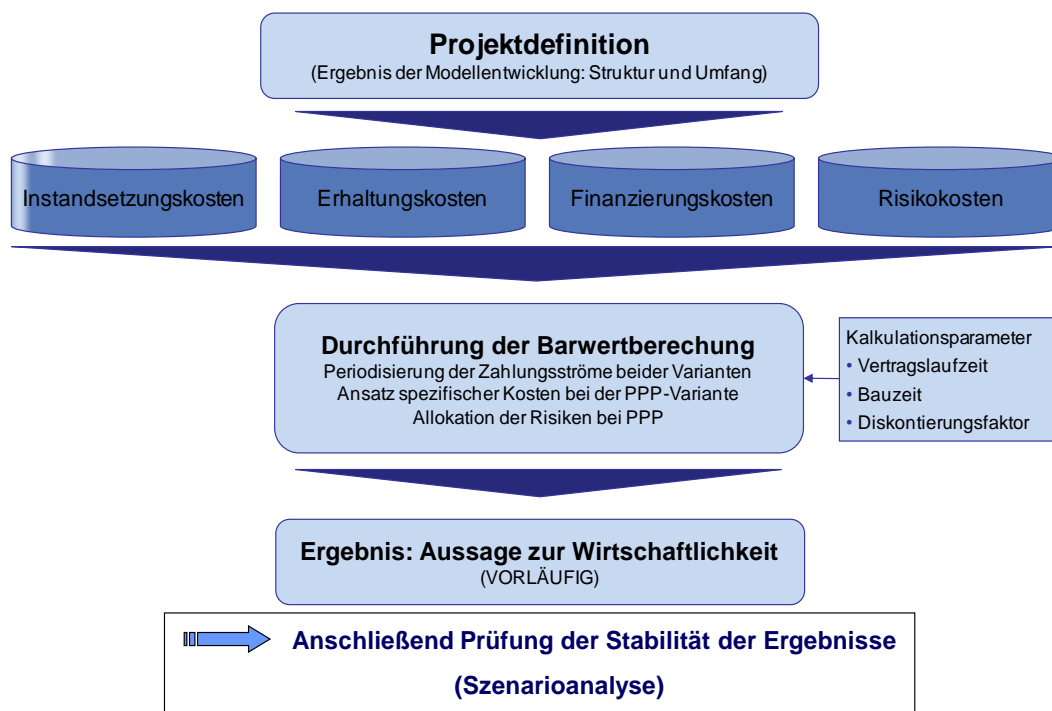 Projektdefinition
(Ergebnis der Modellentwicklung: Struktur und Umfang)
Instandsetzungskosten
Erhaltungskosten
Finanzierungskosten
Risikokosten
Durchführung der Barwertberechung
Periodisierung der Zahlungsströme beider Varianten
Ansatz spezifischer Kosten bei der PPP-Variante
Allokation der Risiken bei PPP
Kalkulationsparameter
• Vertragslaufzeit
• Bauzeit
• Diskontierungsfaktor
Ergebnis: Aussage zur Wirtschaftlichkeit
(VORLÄUFIG)
Anschließend Prüfung der Stabilität der Ergebnisse
(Szenarioanalyse)